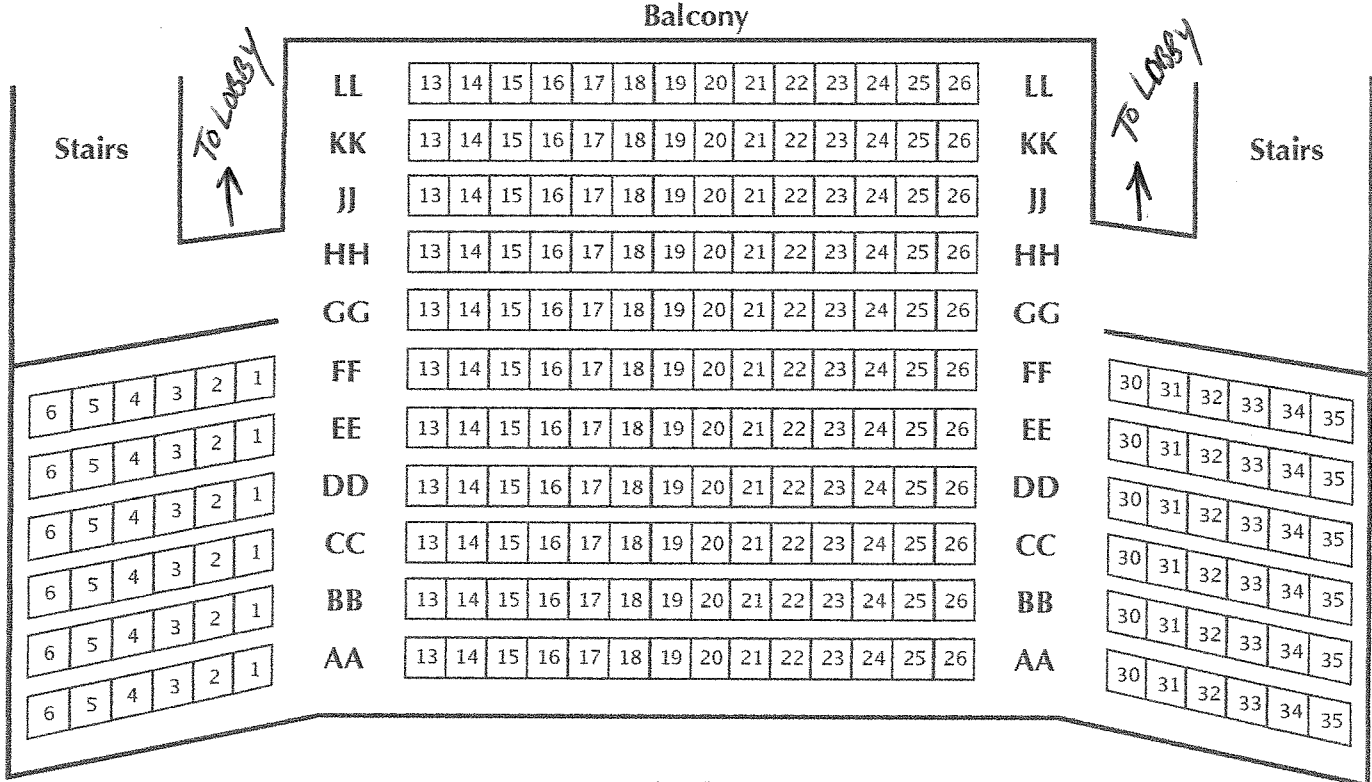 Balcony
TO LOBBY
TO LOBBY
Stairs
Stairs
LL 13 14 15 16 17 18 19 20 21 22 23 24 25 26 LL
KK 13 14 15 16 17 18 19 20 21 22 23 24 25 26 KK
JJ 13 14 15 16 17 18 19 20 21 22 23 24 25 26 JJ
HH 13 14 15 16 17 18 19 20 21 22 23 24 25 26 HH
GG 13 14 15 16 17 18 19 20 21 22 23 24 25 26 GG
6 5 4 3 2 1 FF 13 14 15 16 17 18 19 20 21 22 23 24 25 26 FF 30 31 32 33 34 35
6 5 4 3 2 1 EE 13 14 15 16 17 18 19 20 21 22 23 24 25 26 EE 30 31 32 33 34 35
6 5 4 3 2 1 DD 13 14 15 16 17 18 19 20 21 22 23 24 25 26 DD 30 31 32 33 34 35
6 5 4 3 2 1 CC 13 14 15 16 17 18 19 20 21 22 23 24 25 26 CC 30 31 32 33 34 35
6 5 4 3 2 1 BB 13 14 15 16 17 18 19 20 21 22 23 24 25 26 BB 30 31 32 33 34 35
6 5 4 3 2 1 AA 13 14 15 16 17 18 19 20 21 22 23 24 25 26 AA 30 31 32 33 34 35